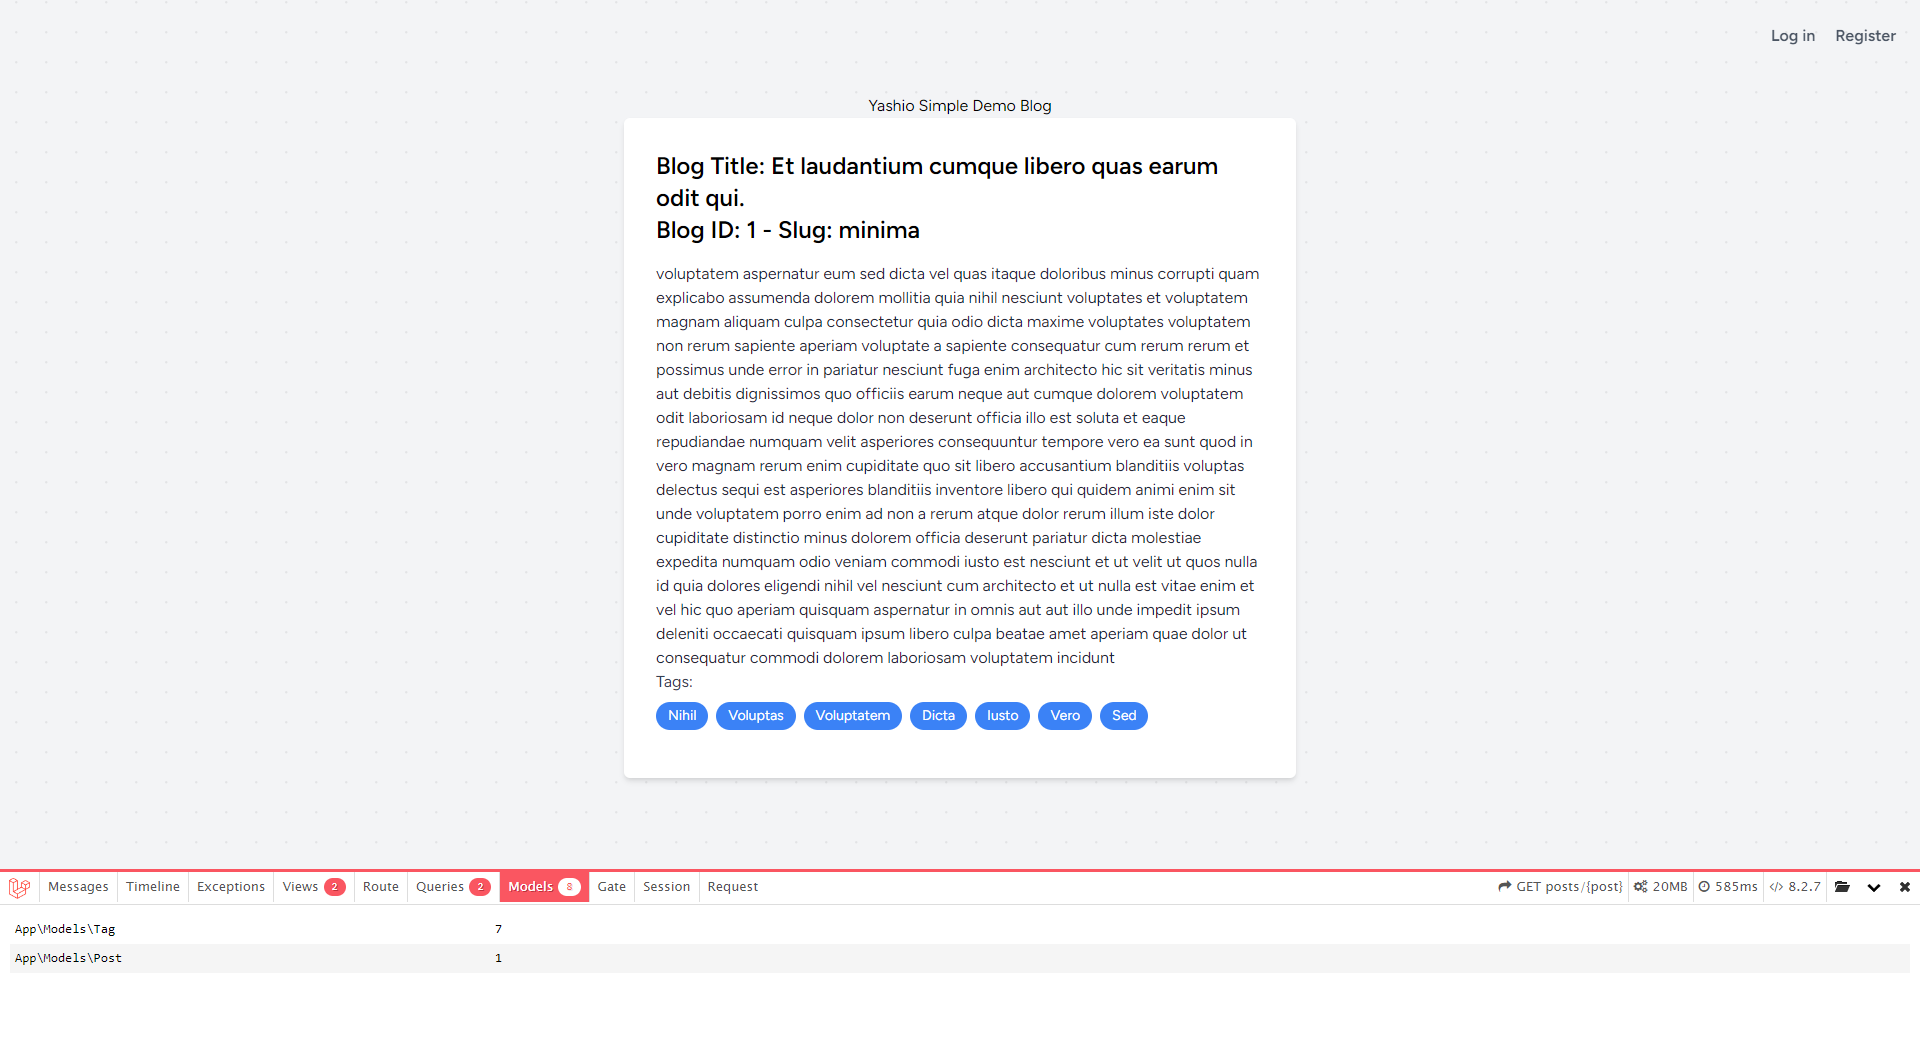 Log in Register
Yashio Simple Demo Blog
Blog Title: Et laudantium cumque libero quas earum
odit qui.
Blog ID: 1 - Slug: minima
voluptatem aspernatur eum sed dicta vel quas itaque doloribus minus corrupti quam
explicabo assumenda dolorem mollitia quia nihil nesciunt voluptates et voluptatem
magnam aliquam culpa consectetur quia odio dicta maxime voluptates voluptatem
non rerum sapiente aperiam voluptate a sapiente consequatur cum rerum rerum et
possimus unde error in pariatur nesciunt fuga enim architecto hic sit veritatis minus
aut debitis dignissimos quo officiis earum neque aut cumque dolorem voluptatem
odit laboriosam id neque dolor non deserunt officia illo est soluta et eaque
repudiandae numquam velit asperiores consequuntur tempore vero ea sunt quod in
vero magnam rerum enim cupiditate quo sit libero accusantium blanditiis voluptas
delectus sequi est asperiores blanditiis inventore libero qui quidem animi enim sit
unde voluptatem porro enim ad non a rerum atque dolor rerum illum iste dolor
cupiditate distinctio minus dolorem officia deserunt pariatur dicta molestiae
expedita numquam odio veniam commodi iusto est nesciunt et ut velit ut quos nulla
id quia dolores eligendi nihil vel nesciunt cum architecto et ut nulla est vitae enim et
vel hic quo aperiam quisquam aspernatur in omnis aut aut illo unde impedit ipsum
deleniti occaecati quisquam ipsum libero culpa beatae amet aperiam quae dolor ut
consequatur commodi dolorem laboriosam voluptatem incidunt
Tags:
Nihil Voluptas Voluptatem Dicta Iusto Vero Sed
Messages Timeline Exceptions Views 2 Route Queries 2 Models 8 Gate Session Request GET posts/{post} 20MB 585ms </> 8.2.7
App\Models\Tag 7
App\Models\Post 1